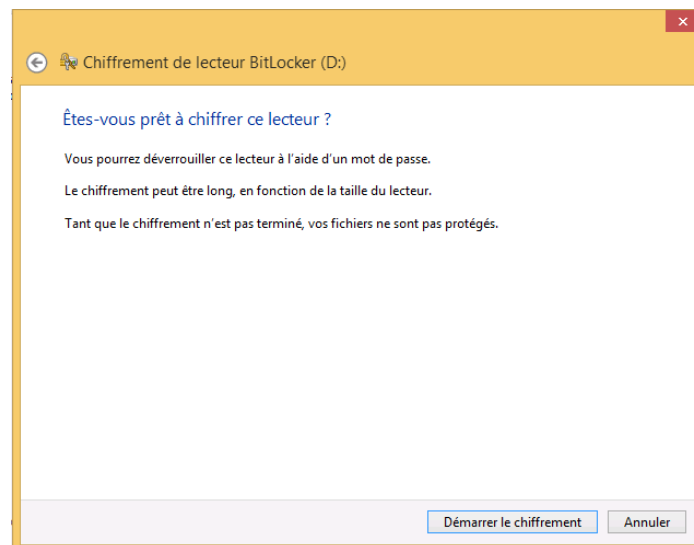 Chiffrement de lecteur BitLocker (D:)
Êtes-vous prêt à chiffrer ce lecteur ?
Vous pourrez déverrouiller ce lecteur à l'aide d'un mot de passe.
Le chiffrement peut être long, en fonction de la taille du lecteur.
Tant que le chiffrement n'est pas terminé, vos fichiers ne sont pas protégés.
Démarrer le chiffrement Annuler